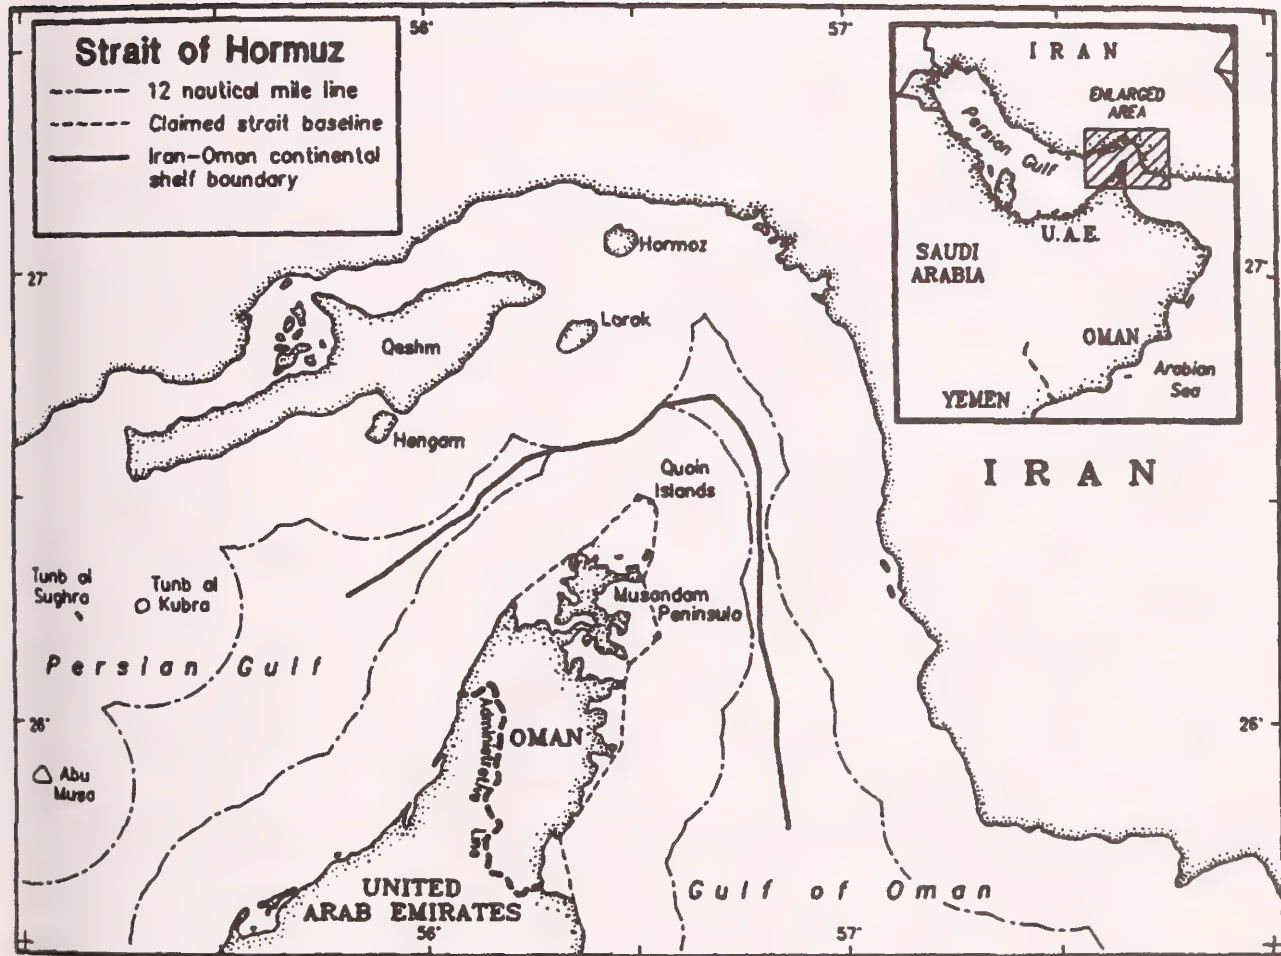 Strait of Hormuz
12 nautical mile line
Claimed strait baseline
Iran-Oman continental
shelf boundary
56°
57°
IRAN
ENLARGED
AREA
Persian Gulf
U.A.E.
SAUDI
ARABIA
OMAN
Arabian
Sea
YEMEN
27°
27°
Hormoz
Larak
Qeshm
Hengam
IRAN
Quoin
Islands
Tunb al
Sughra
Tunb al
Kubra
Musandam
Peninsula
Persian Gulf
26°
26°
OMAN
Administrative Line
Abu
Musa
UNITED
ARAB EMIRATES
Gulf of Oman
56°
57°